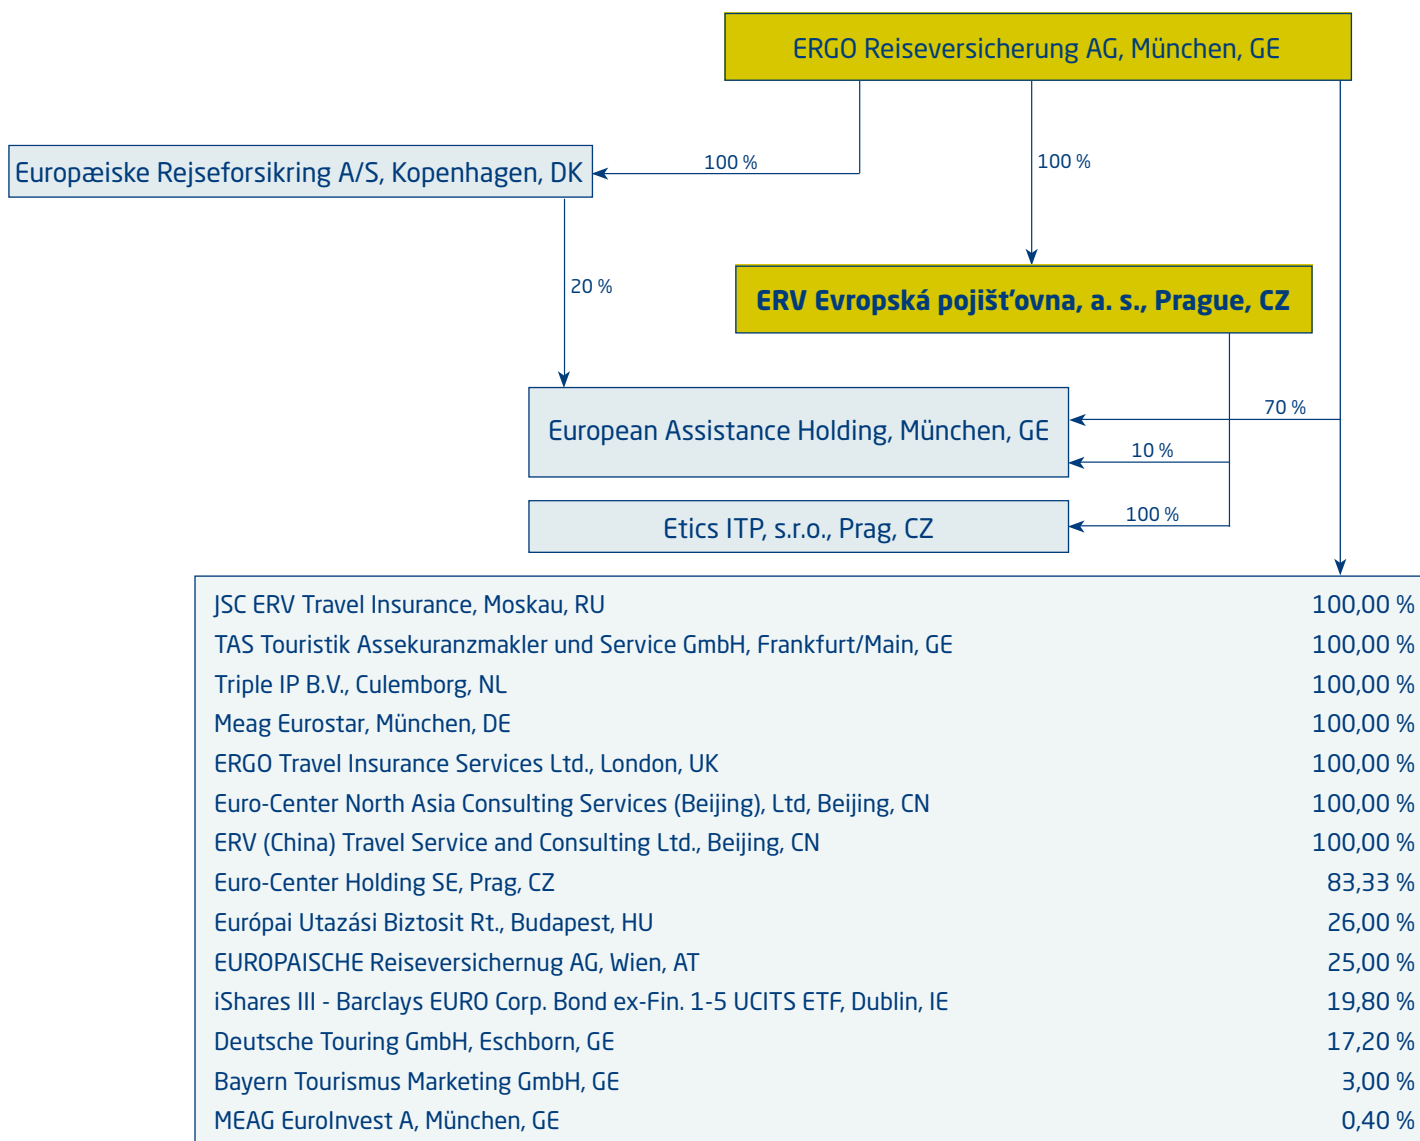 ERGO Reiseversicherung AG, München, GE
Europæiske Rejseforsikring A/S, Kopenhagen, DK
100 %
100 %
20 %
ERV Evropská pojišťovna, a. s., Prague, CZ
70 %
European Assistance Holding, München, GE
10 %
Etics ITP, s.r.o., Prag, CZ
100 %
JSC ERV Travel Insurance, Moskau, RU 100,00 %
TAS Touristik Assekuranzmakler und Service GmbH, Frankfurt/Main, GE 100,00 %
Triple IP B.V., Culemborg, NL 100,00 %
Meag Eurostar, München, DE 100,00 %
ERGO Travel Insurance Services Ltd., London, UK 100,00 %
Euro-Center North Asia Consulting Services (Beijing), Ltd, Beijing, CN 100,00 %
ERV (China) Travel Service and Consulting Ltd., Beijing, CN 100,00 %
Euro-Center Holding SE, Prag, CZ 83,33 %
Európai Utazási Biztosit Rt., Budapest, HU 26,00 %
EUROPAISCHE Reiseversichernug AG, Wien, AT 25,00 %
iShares III - Barclays EURO Corp. Bond ex-Fin. 1-5 UCITS ETF, Dublin, IE 19,80 %
Deutsche Touring GmbH, Eschborn, GE 17,20 %
Bayern Tourismus Marketing GmbH, GE 3,00 %
MEAG EuroInvest A, München, GE 0,40 %